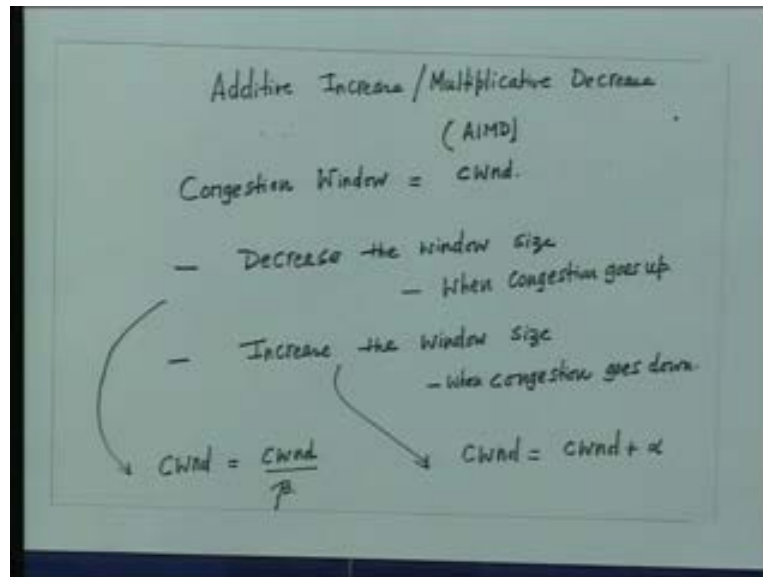 Additive Increase / Multiplicative Decrease
(AIMD)
Congestion Window = CWnd.
— Decrease the window size
— When Congestion goes up
— Increase the Window size
— When congestion goes down.
CWnd = CWnd / β
CWnd = CWnd + α